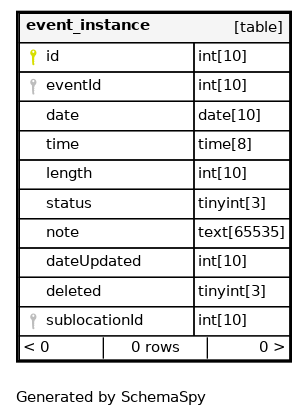 event_instance [table]
id int[10]
eventId int[10]
date date[10]
time time[8]
length int[10]
status tinyint[3]
note text[65535]
dateUpdated int[10]
deleted tinyint[3]
sublocationId int[10]
< 0 0 rows 0 >
Generated by SchemaSpy